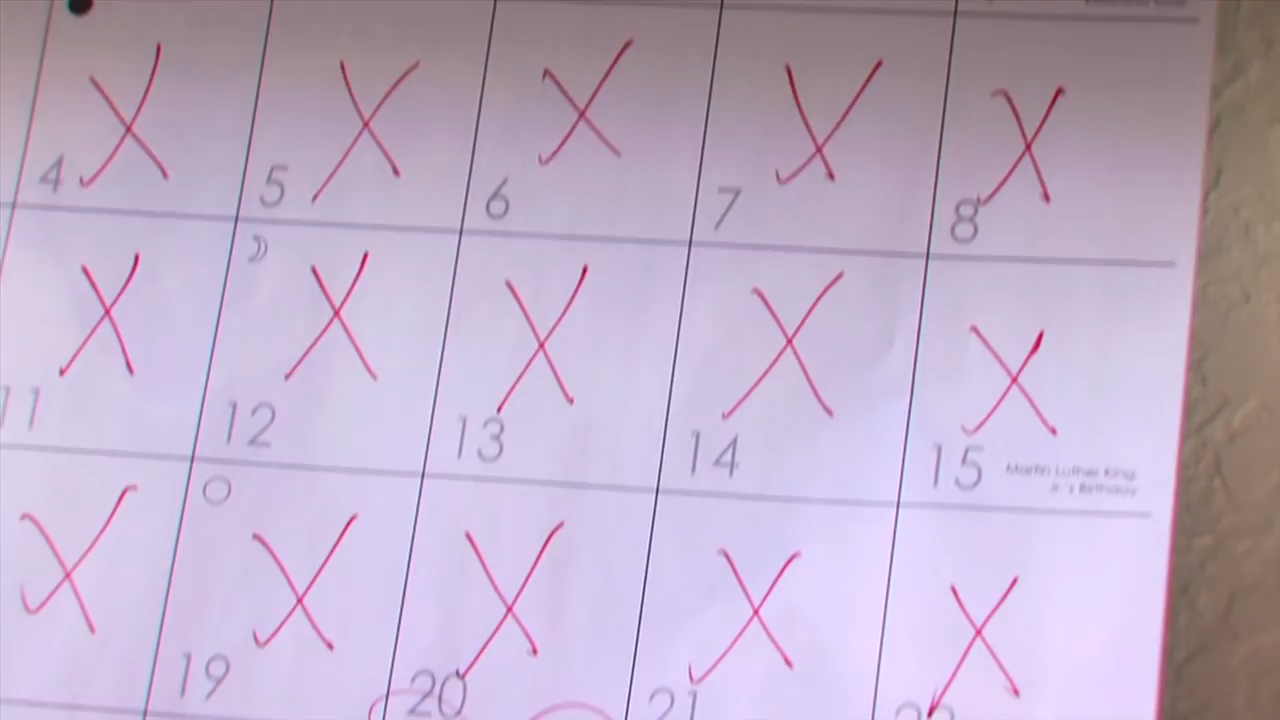 4 5 6 7 8
11 12 13 14 15
Martin Luther King,
Jr.'s Birthday
19 20 21